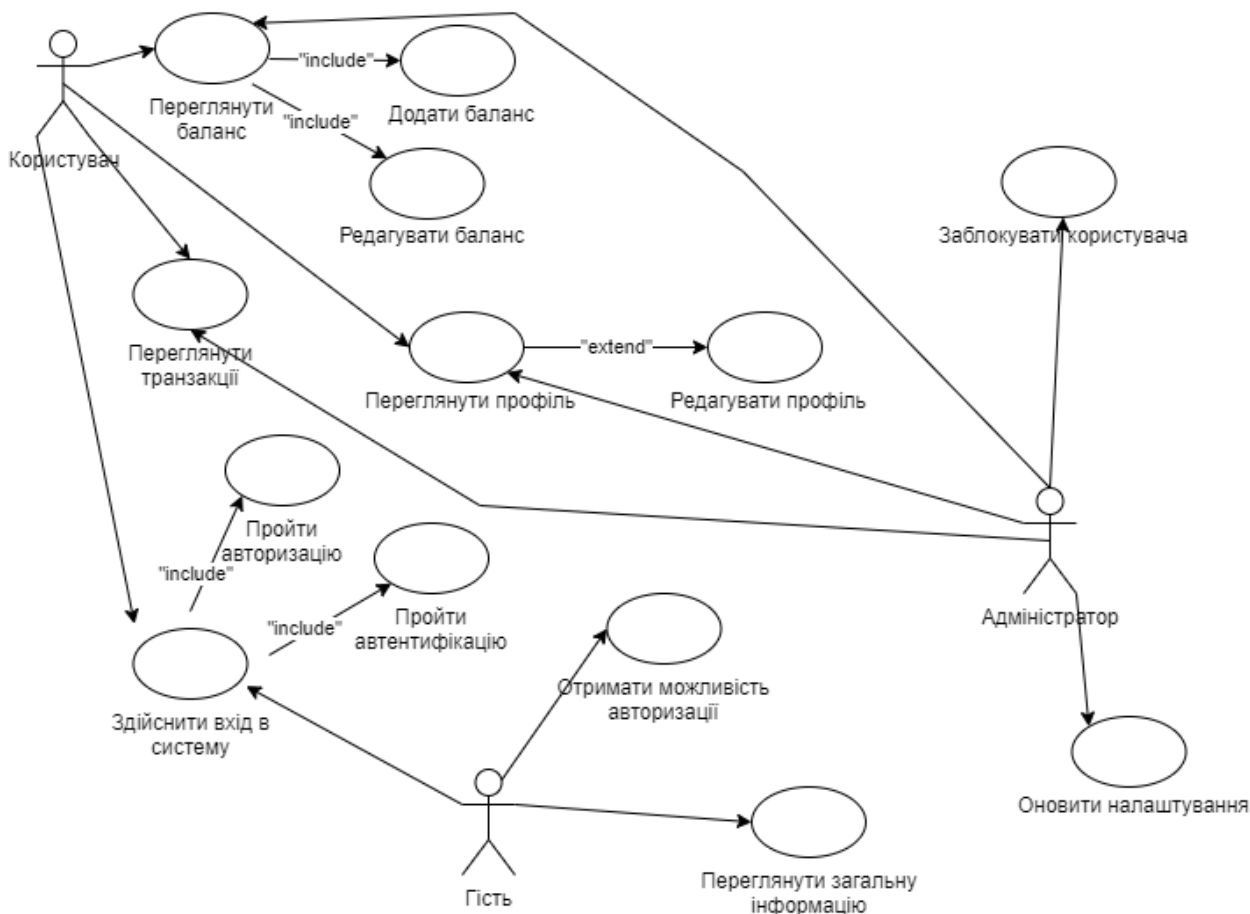 "include"
Переглянути
баланс
Додати баланс
"include"
Користувач
Редагувати баланс
Заблокувати користувача
Переглянути
транзакції
"extend"
Переглянути профіль
Редагувати профіль
Пройти
авторизацію
"include"
Пройти
автентифікацію
"include"
Адміністратор
Отримати можливість
авторизації
Здійснити вхід в
систему
Оновити налаштування
Гість
Переглянути загальну
інформацію